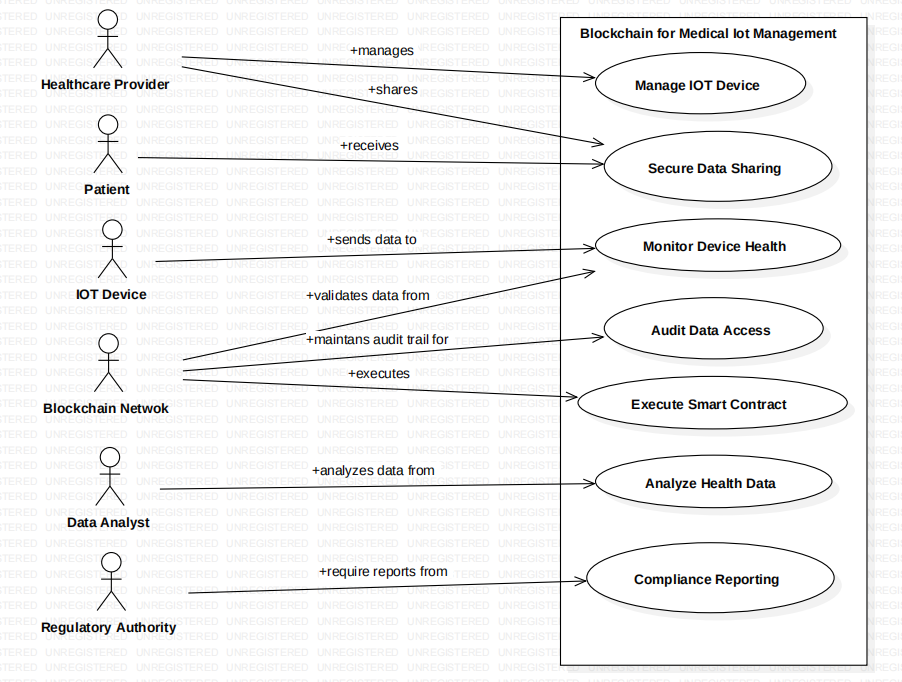 Blockchain for Medical Iot Management
Healthcare Provider
+manages
Manage IOT Device
+shares
Patient
+receives
Secure Data Sharing
IOT Device
+sends data to
Monitor Device Health
+validates data from
Blockchain Netwok
+maintans audit trail for
Audit Data Access
+executes
Execute Smart Contract
Data Analyst
+analyzes data from
Analyze Health Data
Regulatory Authority
+require reports from
Compliance Reporting
UNREGISTERED